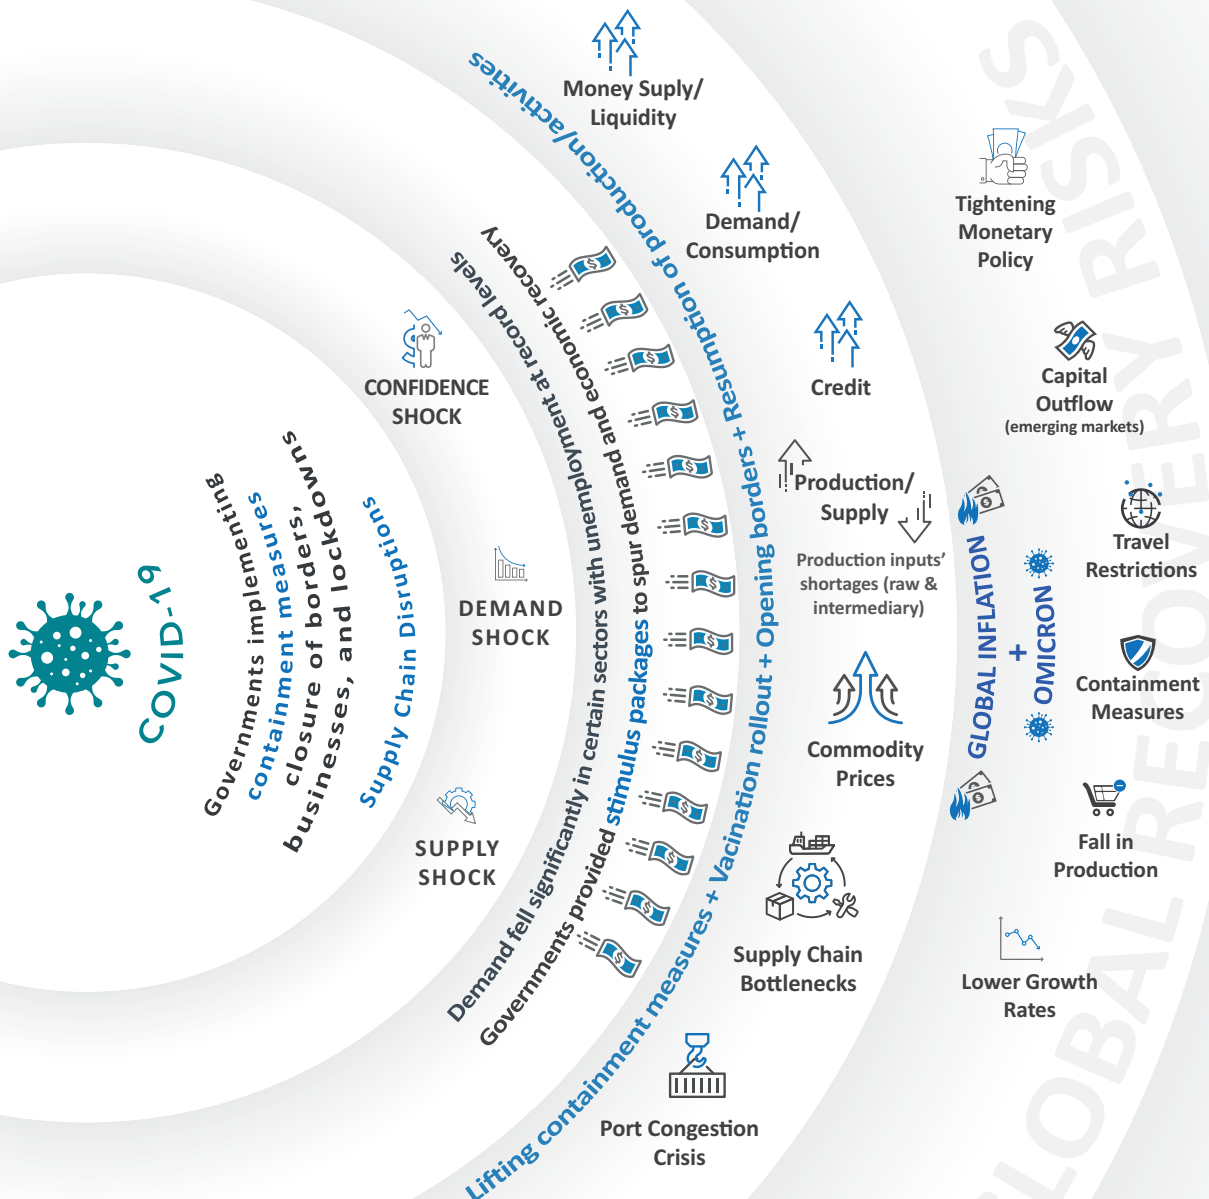 COVID-19
Governments implementing
containment measures
closure of borders,
businesses, and lockdowns
Supply Chain Disruptions
CONFIDENCE
SHOCK
DEMAND
SHOCK
SUPPLY
SHOCK
Demand fell significantly in certain sectors with unemployment at record levels
Governments provided stimulus packages to spur demand and economic recovery
Lifting containment measures + Vacination rollout + Opening borders + Resumption of production/activities
Money Suply/
Liquidity
Demand/
Consumption
Credit
Production/
Supply
Production inputs’
shortages (raw &
intermediary)
Commodity
Prices
Supply Chain
Bottlenecks
Port Congestion
Crisis
GLOBAL INFLATION
+
OMICRON
Tightening
Monetary
Policy
Capital
Outflow
(emerging markets)
Travel
Restrictions
Containment
Measures
Fall in
Production
Lower Growth
Rates
GLOBAL RECOVERY RISKS